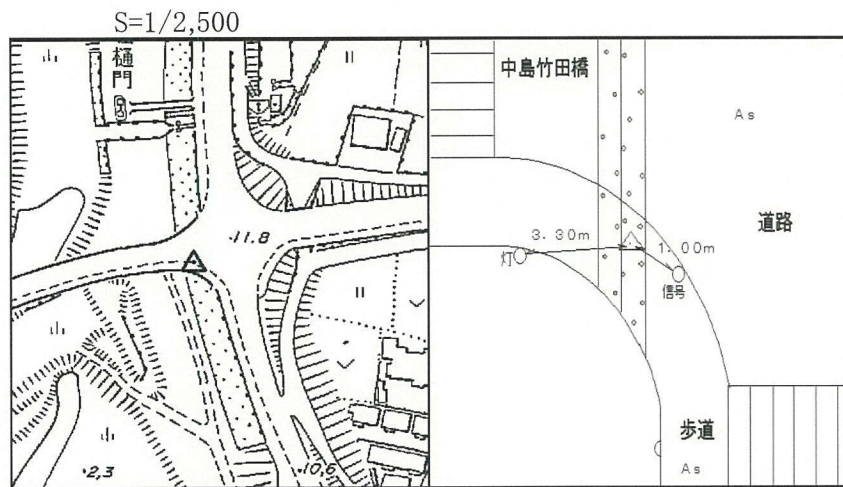 S=1/2,500
樋門
11.8
2.3
10.6
中島竹田橋
As
道路
3.30m
1.00m
灯
信号
歩道
As